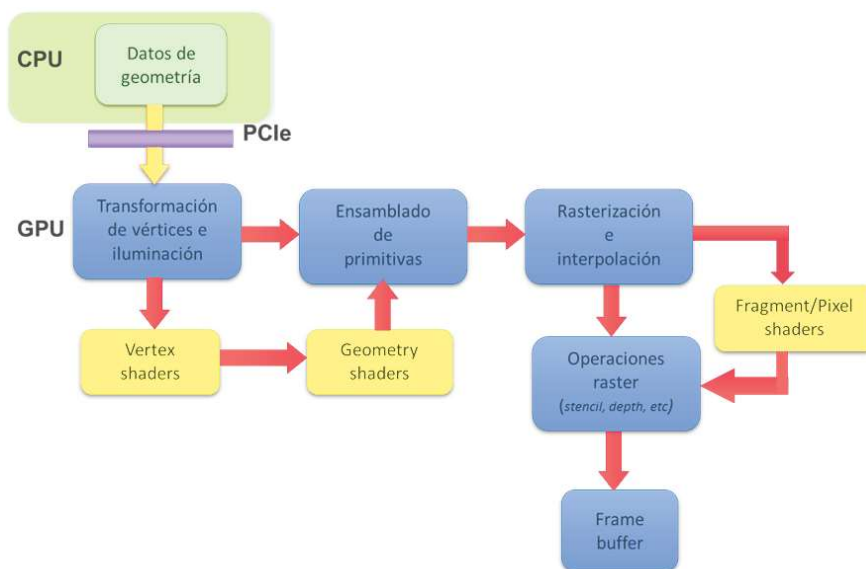 CPU
Datos de
geometría
PCIe
GPU
Transformación
de vértices e
iluminación
Ensamblado
de
primitivas
Rasterización
e
interpolación
Vertex
shaders
Geometry
shaders
Fragment/Pixel
shaders
Operaciones
raster
(stencil, depth, etc)
Frame
buffer